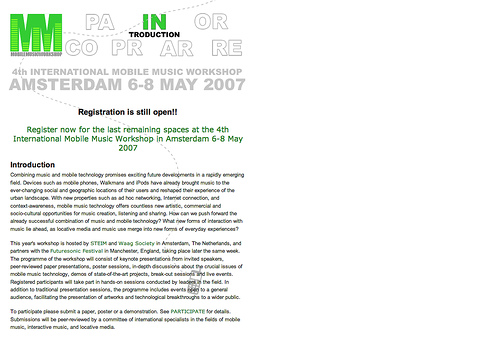 PA IN OR
TRODUCTION
CO PR AR RE
4th INTERNATIONAL MOBILE MUSIC WORKSHOP
AMSTERDAM 6-8 MAY 2007
Registration is still open!!
Register now for the last remaining spaces at the 4th
International Mobile Music Workshop in Amsterdam 6-8 May
2007
Introduction
Combining music and mobile technology promises exciting future developments in a rapidly emerging
field. Devices such as mobile phones, Walkmans and iPods have already brought music to the
ever-changing social and geographic locations of their users and reshaped their experience of the
urban landscape. With new properties such as ad hoc networking, Internet connection, and
context-awareness, mobile music technology offers countless new artistic, commercial and
socio-cultural opportunities for music creation, listening and sharing. How can we push forward the
already successful combination of music and mobile technology? What new forms of interaction with
music lie ahead, as locative media and music use merge into new forms of everyday experiences?
This year's workshop is hosted by STEIM and Waag Society in Amsterdam, The Netherlands, and
partners with the Futuresonic Festival in Manchester, England, taking place later the same week.
The programme of the workshop will consist of keynote presentations from invited speakers,
peer-reviewed paper presentations, poster sessions, in-depth discussions about the crucial issues of
mobile music technology, demos of state-of-the-art projects, break-out sessions and live events.
Registered participants will take part in hands-on sessions conducted by leaders in the field. In
addition to traditional presentation sessions, the programme includes events open to a general
audience, facilitating the presentation of artworks and technological breakthroughs to a wider public.
To participate please submit a paper, poster or a demonstration. See PARTICIPATE for details.
Submissions will be peer-reviewed by a committee of international specialists in the fields of mobile
music, interactive music, and locative media.